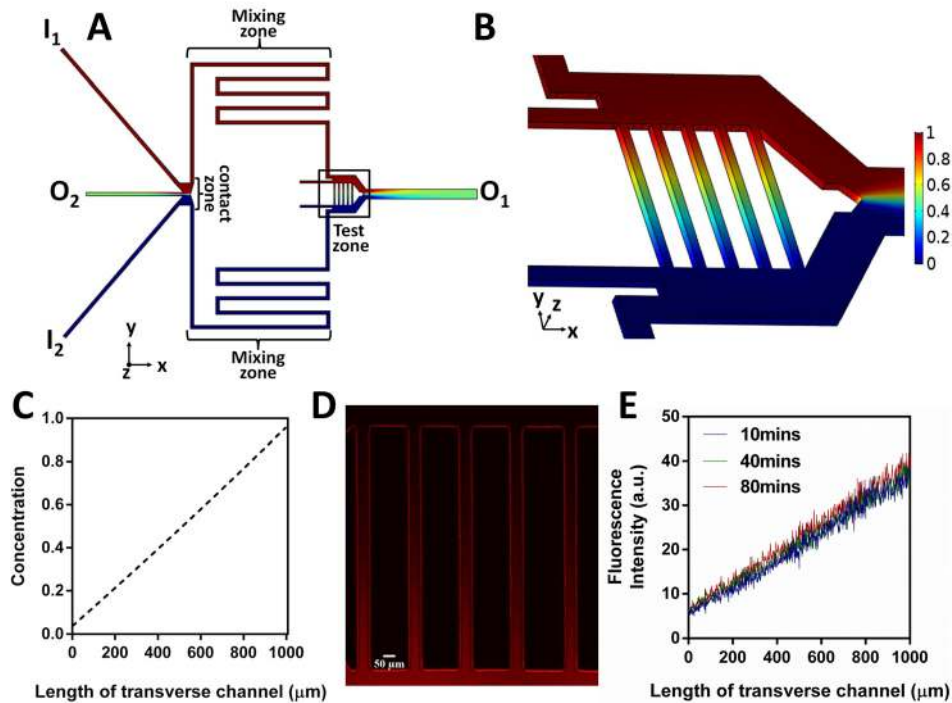 A
I₁
Mixing
zone
contact
zone
O₂
O₁
Test
zone
I₂
y
x
z
Mixing
zone
B
1
0.8
0.6
0.4
0.2
0
y
z
x
C
Concentration
1.0
0.8
0.6
0.4
0.2
0.0
0 200 400 600 800 1000
Length of transverse channel (μm)
D
50 μm
E
Fluorescence
Intensity (a.u.)
50
40
30
20
10
0
10mins
40mins
80mins
0 200 400 600 800 1000
Length of transverse channel (μm)